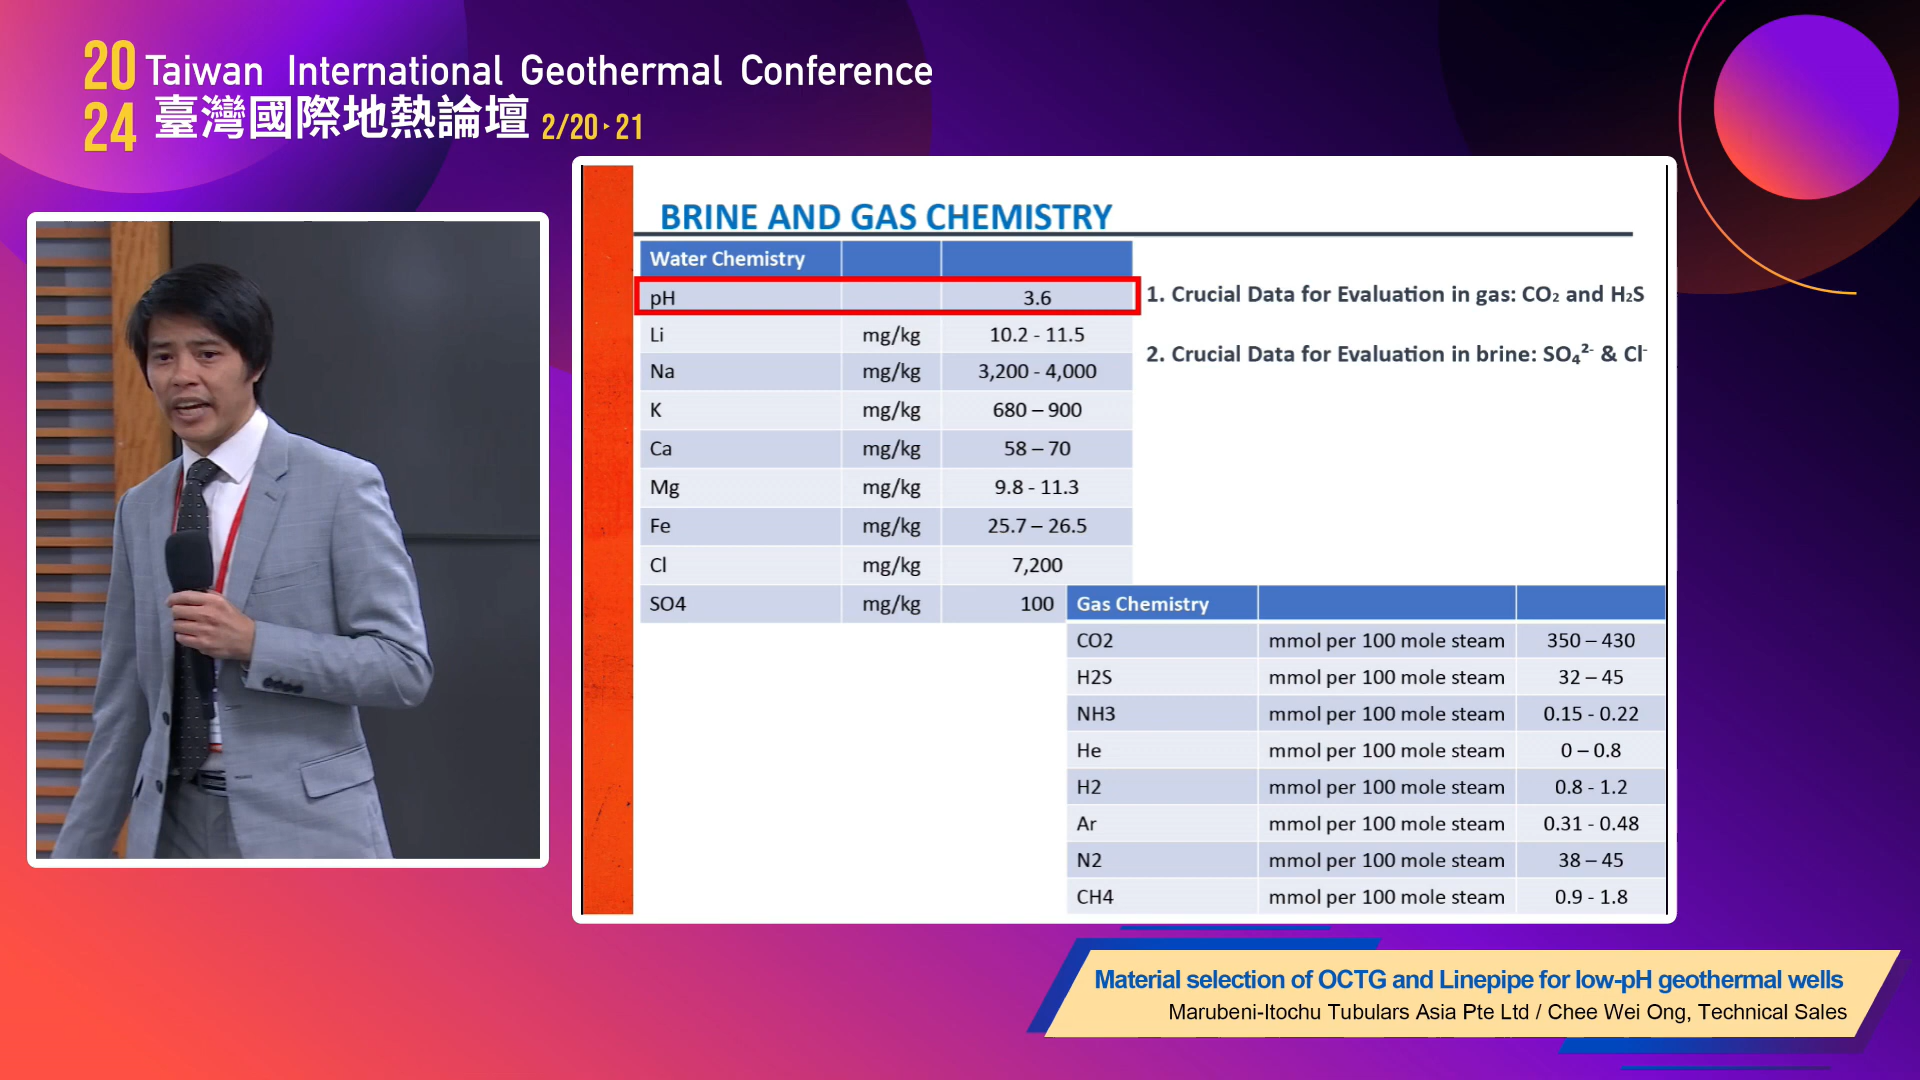 2024 Taiwan International Geothermal Conference
臺灣國際地熱論壇 2/20 ▸ 21
BRINE AND GAS CHEMISTRY
Water Chemistry
pH 3.6
Li mg/kg 10.2 - 11.5
Na mg/kg 3,200 - 4,000
K mg/kg 680 – 900
Ca mg/kg 58 – 70
Mg mg/kg 9.8 - 11.3
Fe mg/kg 25.7 – 26.5
Cl mg/kg 7,200
SO4 mg/kg 100
1. Crucial Data for Evaluation in gas: CO₂ and H₂S
2. Crucial Data for Evaluation in brine: SO₄²⁻ & Cl⁻
Gas Chemistry
CO2 mmol per 100 mole steam 350 – 430
H2S mmol per 100 mole steam 32 – 45
NH3 mmol per 100 mole steam 0.15 - 0.22
He mmol per 100 mole steam 0 – 0.8
H2 mmol per 100 mole steam 0.8 - 1.2
Ar mmol per 100 mole steam 0.31 - 0.48
N2 mmol per 100 mole steam 38 – 45
CH4 mmol per 100 mole steam 0.9 - 1.8
Material selection of OCTG and Linepipe for low-pH geothermal wells
Marubeni-Itochu Tubulars Asia Pte Ltd / Chee Wei Ong, Technical Sales